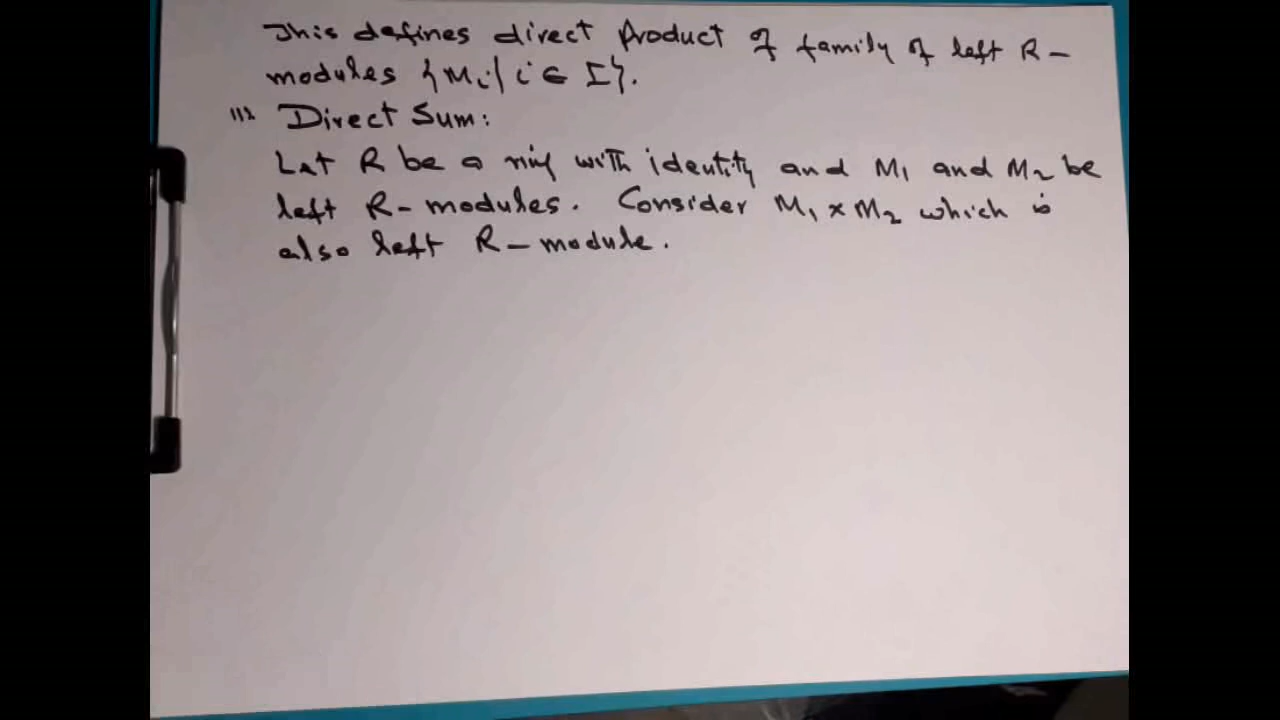 This defines direct product of family of left R-
modules {Mi | i ∈ I}.
iii) Direct Sum:
Let R be a ring with identity and M1 and M2 be
left R-modules. Consider M1 × M2 which is
also left R-module.